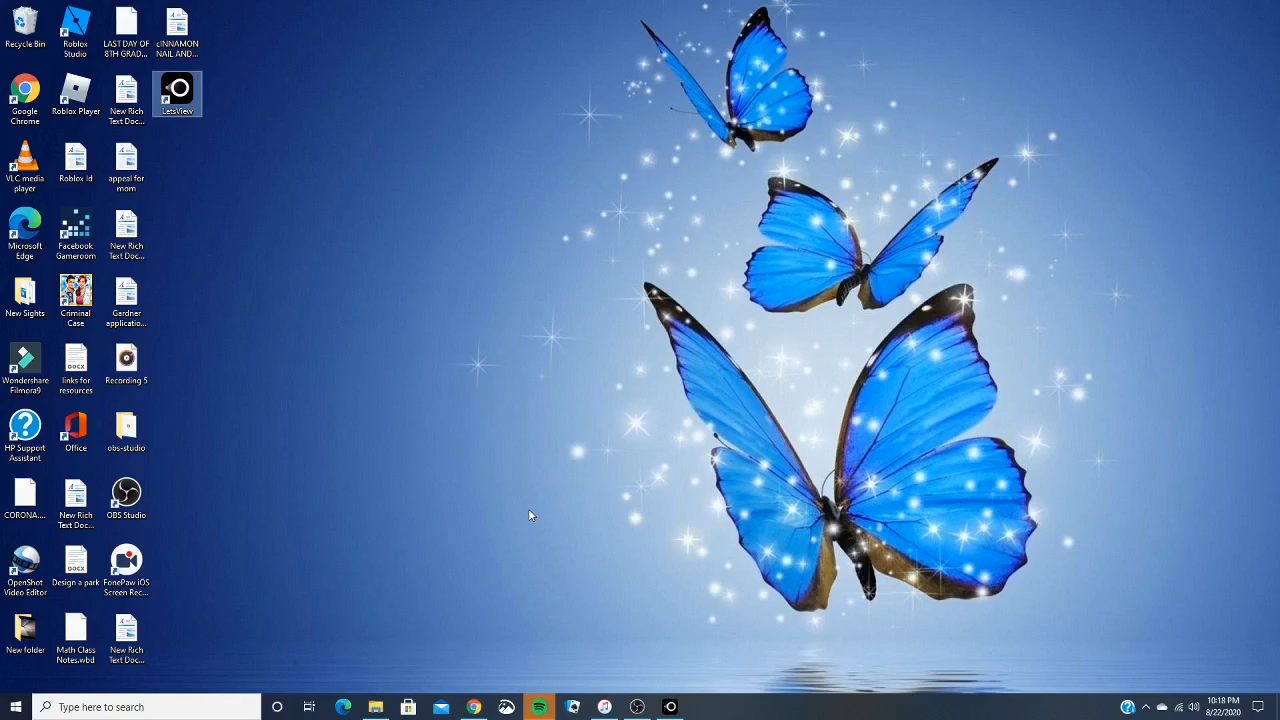 Recycle Bin
Roblox
Studio
LAST DAY OF
8TH GRAD...
cINNAMON
NAIL AND...
Google
Chrome
Roblox Player
New Rich
Text Doc...
LetsView
VLC media
player
Roblox Id
appeal for
mom
Microsoft
Edge
Facebook
Gameroom
New Rich
Text Doc...
New Sights
Criminal
Case
Gardner
applicatio...
Wondershare
Filmora9
DOCX
links for
resources
Recording 5
HP Support
Assistant
Office
obs-studio
CORONA....
New Rich
Text Doc...
OBS Studio
OpenShot
Video Editor
DOCX
Design a park
FonePaw iOS
Screen Rec...
New folder
Math Class
Notes.wbd
New Rich
Text Doc...
Type here to search
10:18 PM
8/22/2020